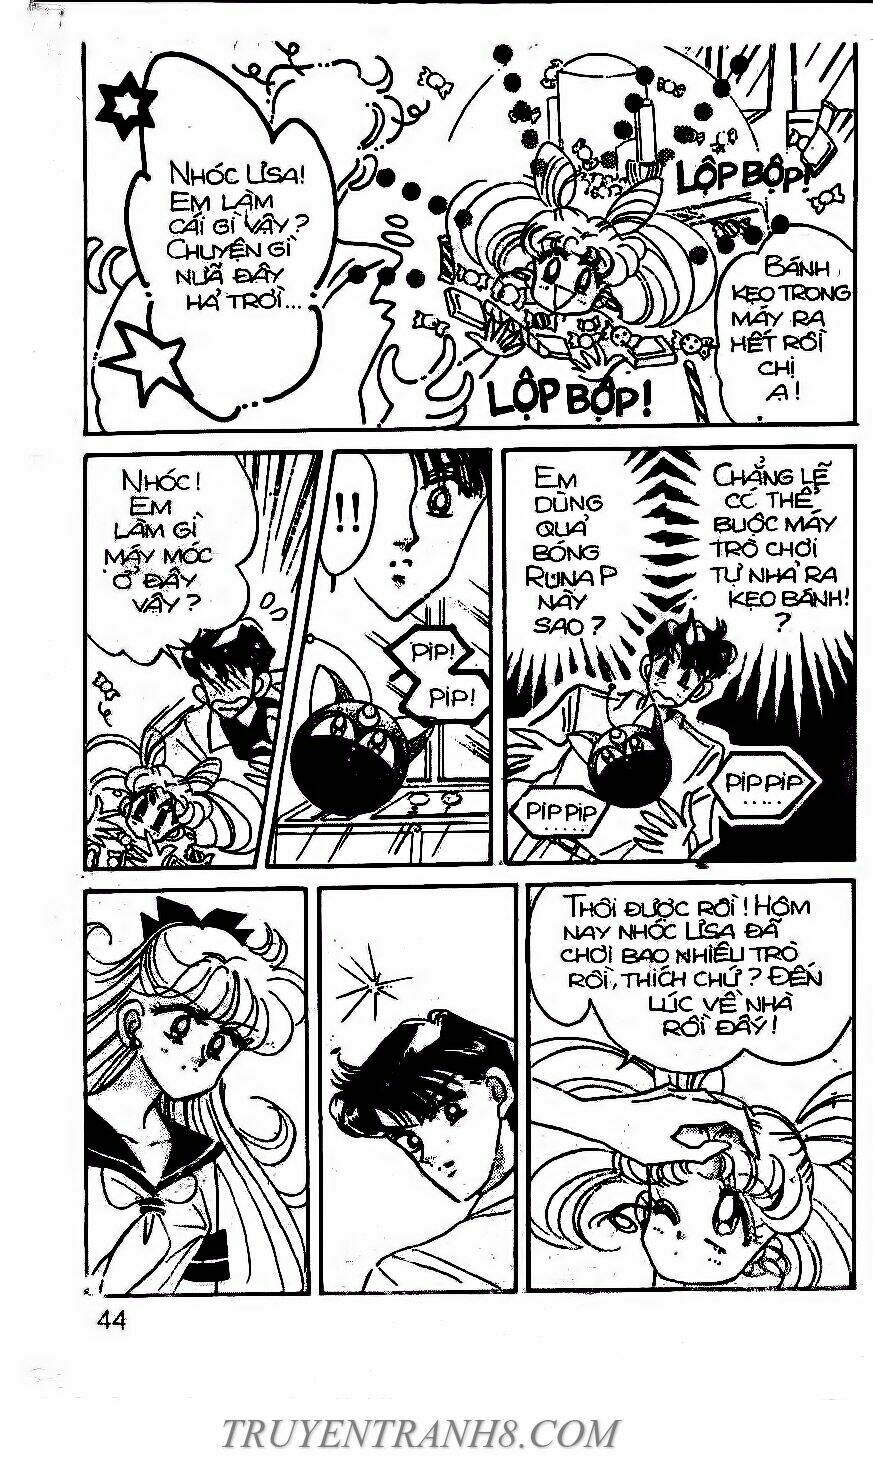 NHÓC LISA!
EM LÀM
CÁI GÌ VẬY?
CHUYỆN GÌ
NỮA ĐÂY
HẢ TRỜI...
LỘP BỘP!
BÁNH
KẸO TRONG
MÁY RA
HẾT RỒI
CHỊ
Ạ!
LỘP BỘP!
NHÓC!
EM
LÀM GÌ
MÁY MÓC
Ở ĐÂY
VẬY?
!!
PIP!
PIP!
EM
DÙNG
QUẢ
BÓNG
RUNA P
NÀY
SAO?
CHẲNG LẼ
CÓ THỂ
BUỘC MÁY
TRÒ CHƠI
TỰ NHẢ RA
KẸO BÁNH!
?
PIP PIP
.....
PIP PIP
.....
THÔI ĐƯỢC RỒI! HÔM
NAY NHÓC LISA ĐÃ
CHƠI BAO NHIÊU TRÒ
RỒI, THÍCH CHỨ? ĐẾN
LÚC VỀ NHÀ
RỒI ĐẤY!
44
TRUYENTRANH8.COM